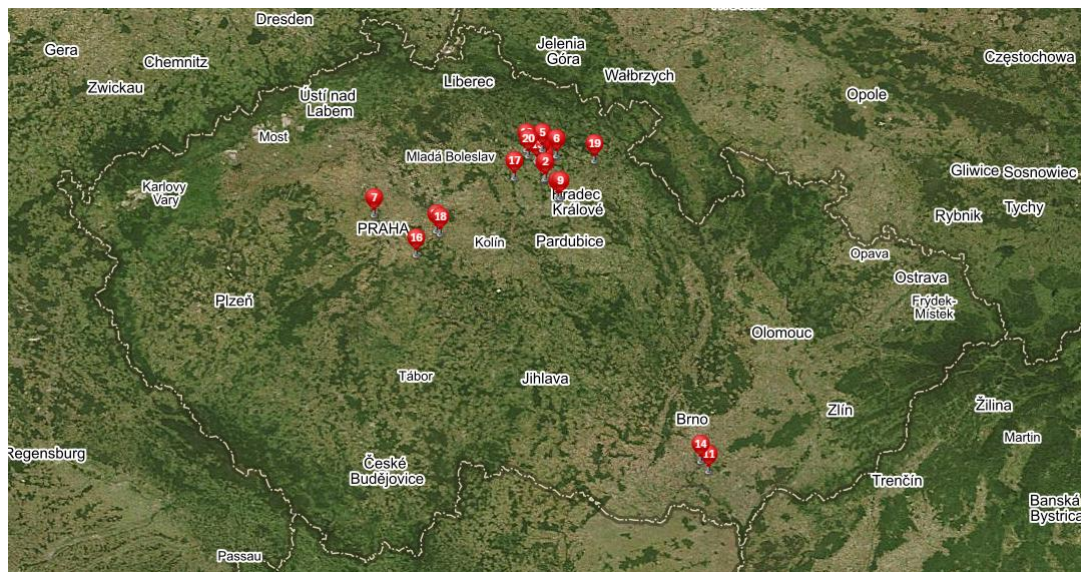 Dresden
Gera
Jelenia
Góra
Częstochowa
Chemnitz
Wałbrzych
Liberec
Zwickau
Ústí nad
Labem
Opole
Most
5
20
6
19
Mladá Boleslav
17
2
Gliwice
Sosnowiec
Karlovy
Vary
9
7
Hradec
Králové
Tychy
Rybnik
18
PRAHA
16
Kolín
Pardubice
Opava
Ostrava
Plzeň
Frýdek-
Místek
Olomouc
Tábor
Jihlava
Žilina
Zlín
Brno
Martin
14
11
Regensburg
České
Budějovice
Trenčín
Banská
Bystrica
Passau